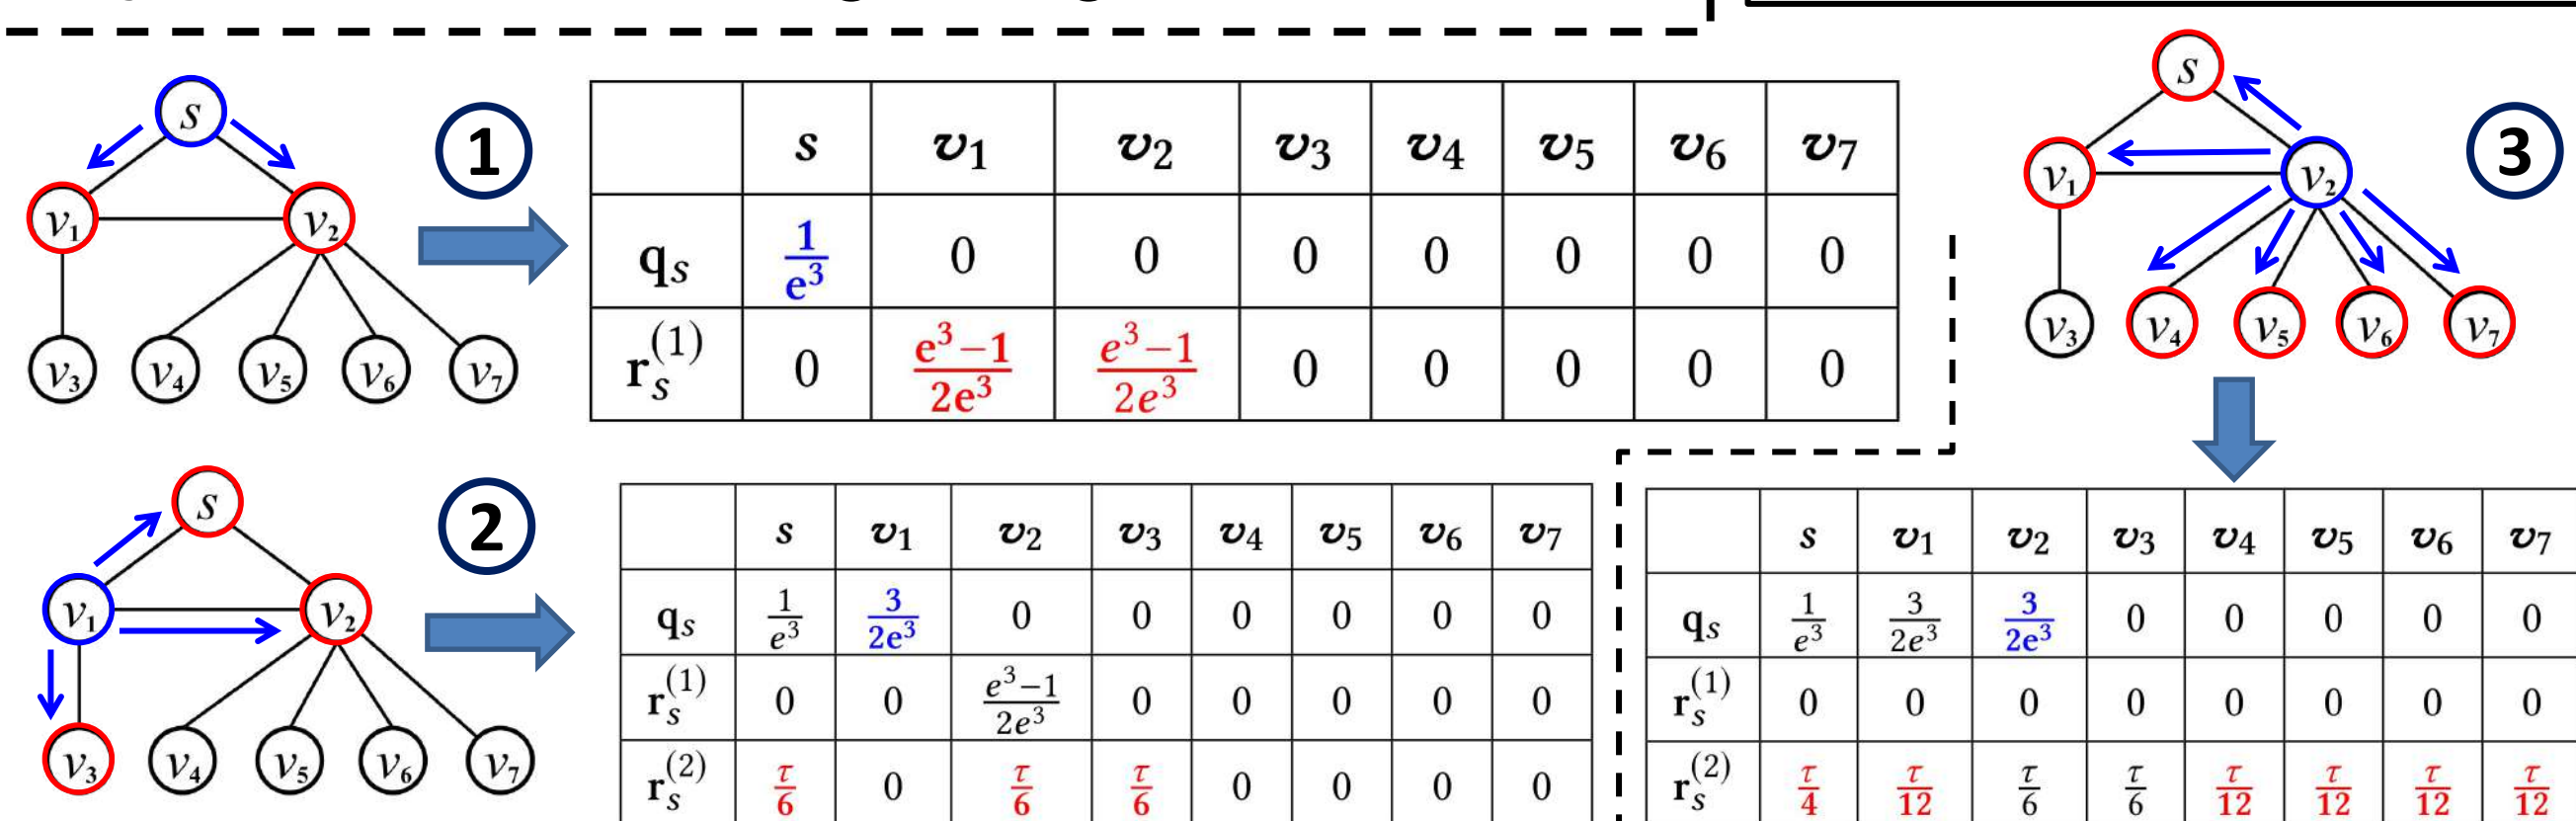 s
v₁ v₂
v₃ v₄ v₅ v₆ v₇
1
s v₁ v₂ v₃ v₄ v₅ v₆ v₇
qₛ 1/e³ 0 0 0 0 0 0 0
rₛ⁽¹⁾ 0 e³−1/2e³ e³−1/2e³ 0 0 0 0 0
s
v₁ v₂
v₃ v₄ v₅ v₆ v₇
2
s v₁ v₂ v₃ v₄ v₅ v₆ v₇
qₛ 1/e³ 3/2e³ 0 0 0 0 0 0
rₛ⁽¹⁾ 0 0 e³−1/2e³ 0 0 0 0 0
rₛ⁽²⁾ τ/6 0 τ/6 τ/6 0 0 0 0
s
v₁ v₂
v₃ v₄ v₅ v₆ v₇
3
s v₁ v₂ v₃ v₄ v₅ v₆ v₇
qₛ 1/e³ 3/2e³ 3/2e³ 0 0 0 0 0
rₛ⁽¹⁾ 0 0 0 0 0 0 0 0
rₛ⁽²⁾ τ/4 τ/12 τ/6 τ/6 τ/12 τ/12 τ/12 τ/12